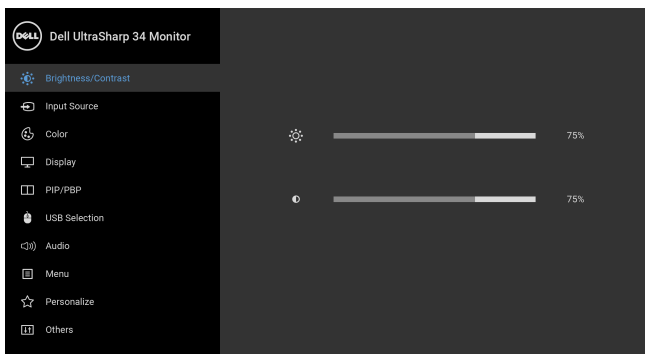 DELL Dell UltraSharp 34 Monitor
Brightness/Contrast
Input Source
Color
Display
PIP/PBP
USB Selection
Audio
Menu
Personalize
Others
75%
75%